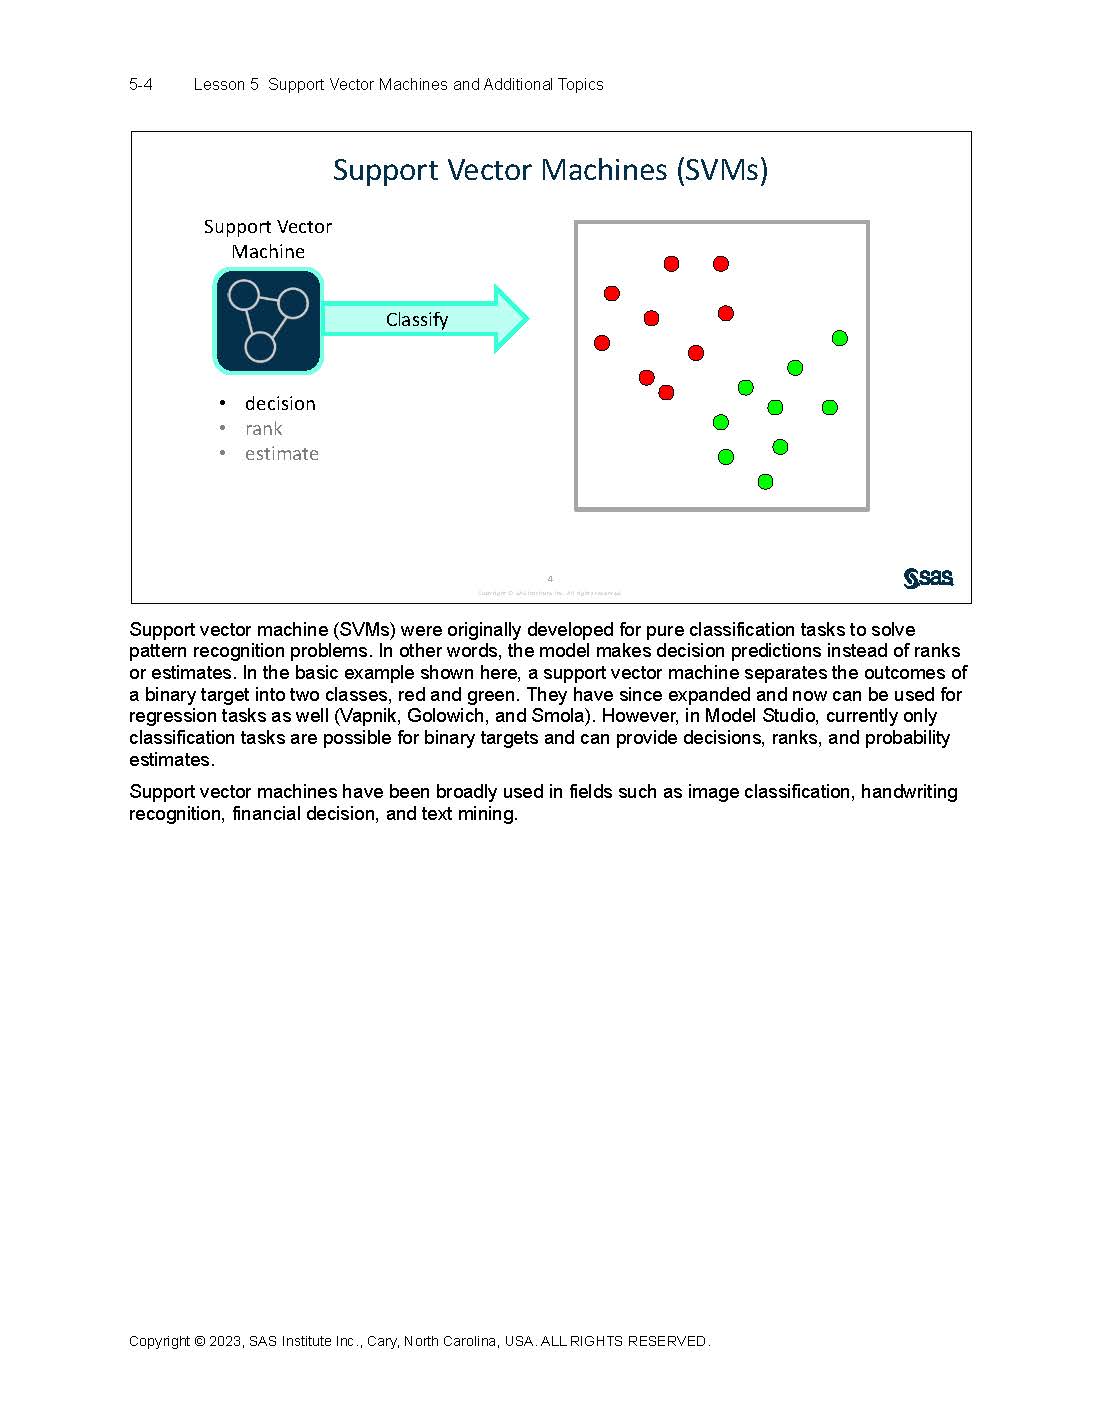 5-4 Lesson 5 Support Vector Machines and Additional Topics
Support Vector Machines (SVMs)
Support Vector
Machine
Classify
• decision
• rank
• estimate
4
Copyright © SAS Institute Inc. All rights reserved.
sas
Support vector machine (SVMs) were originally developed for pure classification tasks to solve
pattern recognition problems. In other words, the model makes decision predictions instead of ranks
or estimates. In the basic example shown here, a support vector machine separates the outcomes of
a binary target into two classes, red and green. They have since expanded and now can be used for
regression tasks as well (Vapnik, Golowich, and Smola). However, in Model Studio, currently only
classification tasks are possible for binary targets and can provide decisions, ranks, and probability
estimates.
Support vector machines have been broadly used in fields such as image classification, handwriting
recognition, financial decision, and text mining.
Copyright © 2023, SAS Institute Inc., Cary, North Carolina, USA. ALL RIGHTS RESERVED.